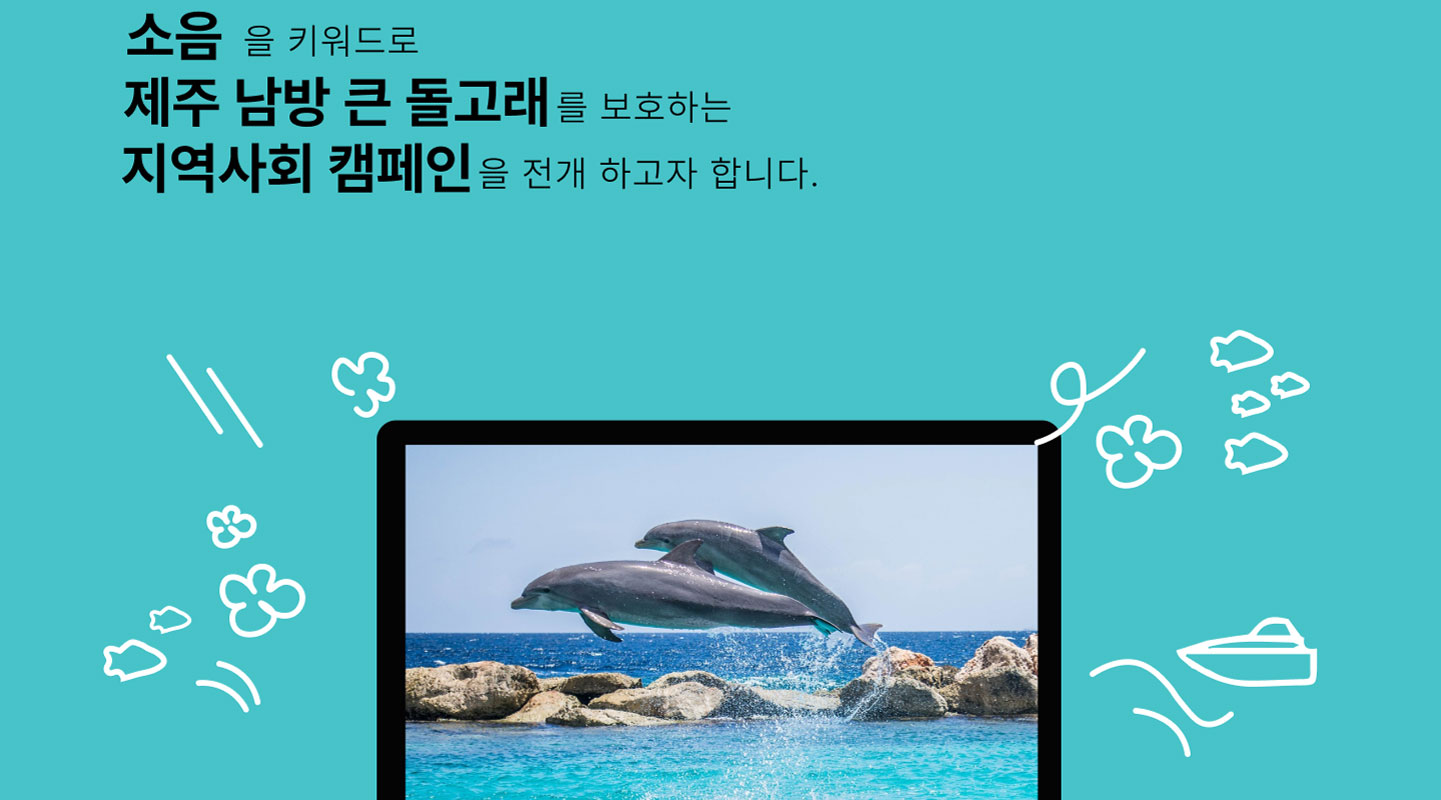 소음 을 키워드로
제주 남방 큰 돌고래를 보호하는
지역사회 캠페인을 전개 하고자 합니다.